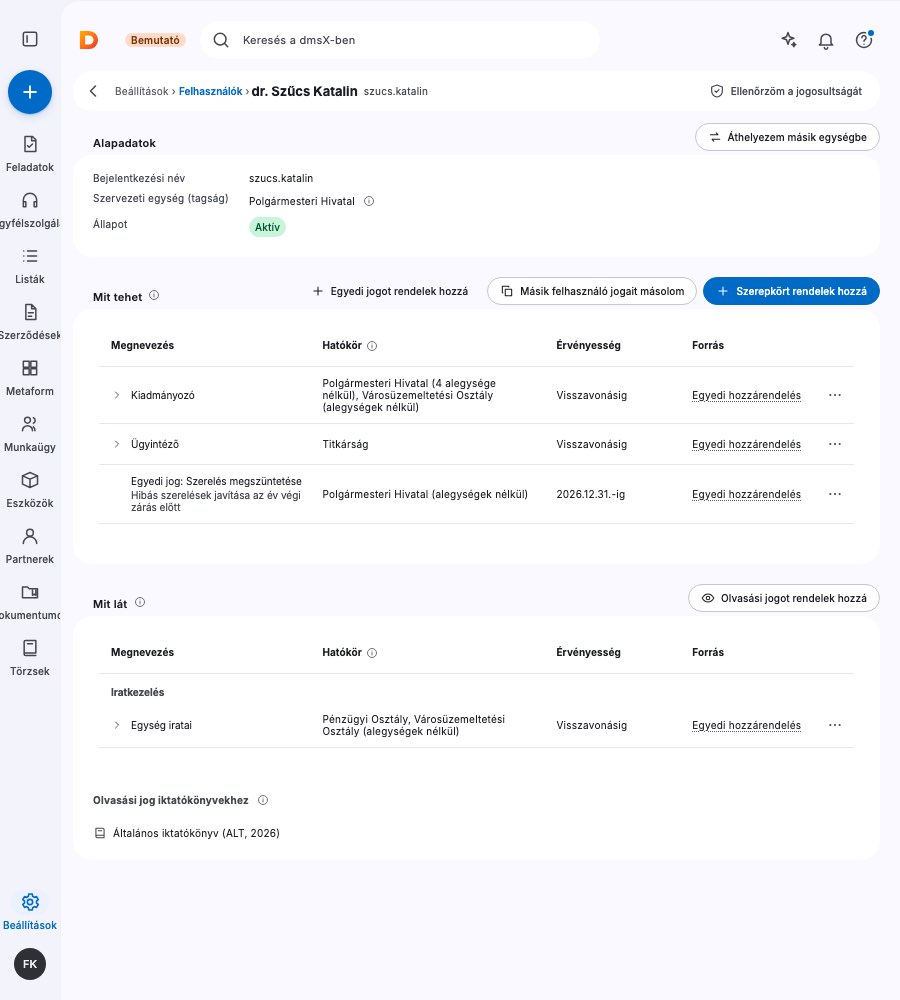 Bemutató
Keresés a dmsX-ben
Beállítások › Felhasználók › dr. Szűcs Katalin szucs.katalin
Ellenőrzöm a jogosultságát
Feladatok
gyfélszolgál
Listák
Szerződések
Metaform
Munkaügy
Eszközök
Partnerek
okumentumo
Törzsek
Beállítások
FK
Alapadatok
Áthelyezem másik egységbe
Bejelentkezési név szucs.katalin
Szervezeti egység (tagság) Polgármesteri Hivatal
Állapot Aktív
Mit tehet
Egyedi jogot rendelek hozzá
Másik felhasználó jogait másolom
Szerepkört rendelek hozzá
Megnevezés Hatókör Érvényesség Forrás
Kiadmányozó
Polgármesteri Hivatal (4 alegysége
nélkül), Városüzemeltetési Osztály
(alegységek nélkül)
Visszavonásig
Egyedi hozzárendelés
Ügyintéző Titkárság Visszavonásig Egyedi hozzárendelés
Egyedi jog: Szerelés megszüntetése
Hibás szerelések javítása az év végi
zárás előtt
Polgármesteri Hivatal (alegységek nélkül)
2026.12.31.-ig
Egyedi hozzárendelés
Mit lát
Olvasási jogot rendelek hozzá
Megnevezés Hatókör Érvényesség Forrás
Iratkezelés
Egység iratai
Pénzügyi Osztály, Városüzemeltetési
Osztály (alegységek nélkül)
Visszavonásig
Egyedi hozzárendelés
Olvasási jog iktatókönyvekhez
Általános iktatókönyv (ALT, 2026)